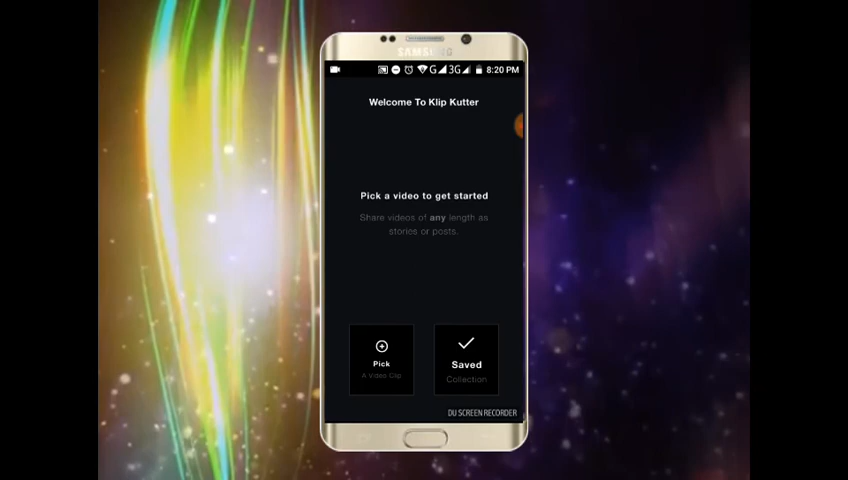 SAMSUNG
G 3G 8:20 PM
Welcome To Klip Kutter
Pick a video to get started
Share videos of any length as
stories or posts.
Pick
A Video Clip
Saved
Collection
DU SCREEN RECORDER